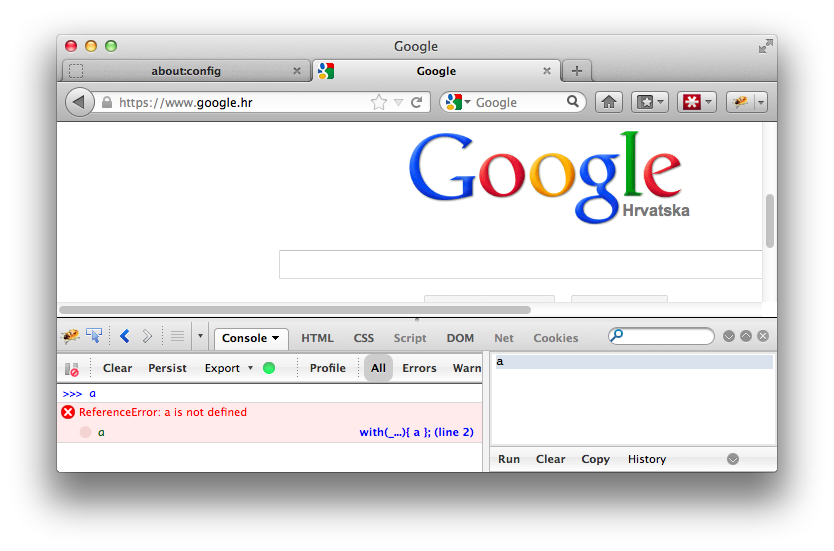 Google
about:config
Google
https://www.google.hr
Google
Google
Hrvatska
Console HTML CSS Script DOM Net Cookies
Clear Persist Export Profile All Errors Warn
>>> a
ReferenceError: a is not defined
a with(_...){ a }; (line 2)
a
Run Clear Copy History